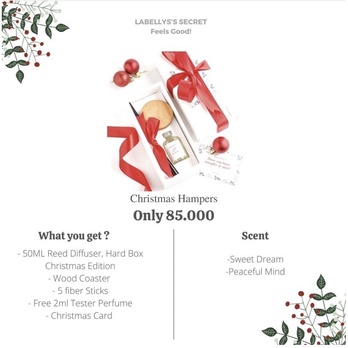 LABELLYS'S SECRET
Feels Good!
Christmas Hampers
Only 85.000
What you get ?
- 50ML Reed Diffuser, Hard Box
Christmas Edition
- Wood Coaster
- 5 fiber Sticks
- Free 2ml Tester Perfume
- Christmas Card
Scent
-Sweet Dream
-Peaceful Mind